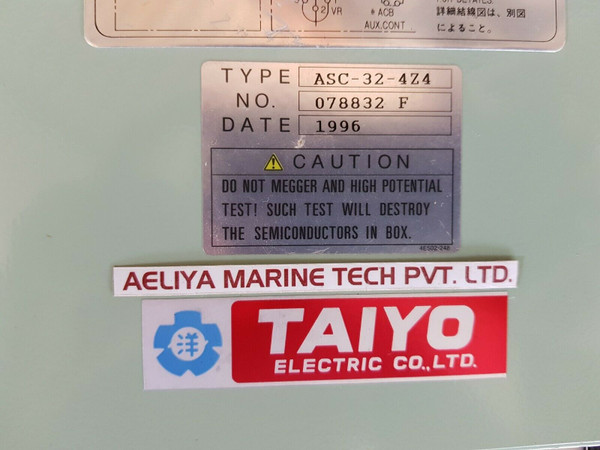 2 VR
* ACB
AUX.CONT
詳細結線図は、別図
によること。
TYPE ASC-32-4Z4
NO. 078832 F
DATE 1996
CAUTION
DO NOT MEGGER AND HIGH POTENTIAL
TEST! SUCH TEST WILL DESTROY
THE SEMICONDUCTORS IN BOX.
AELIYA MARINE TECH PVT. LTD.
洋
TAIYO
ELECTRIC CO.,LTD.